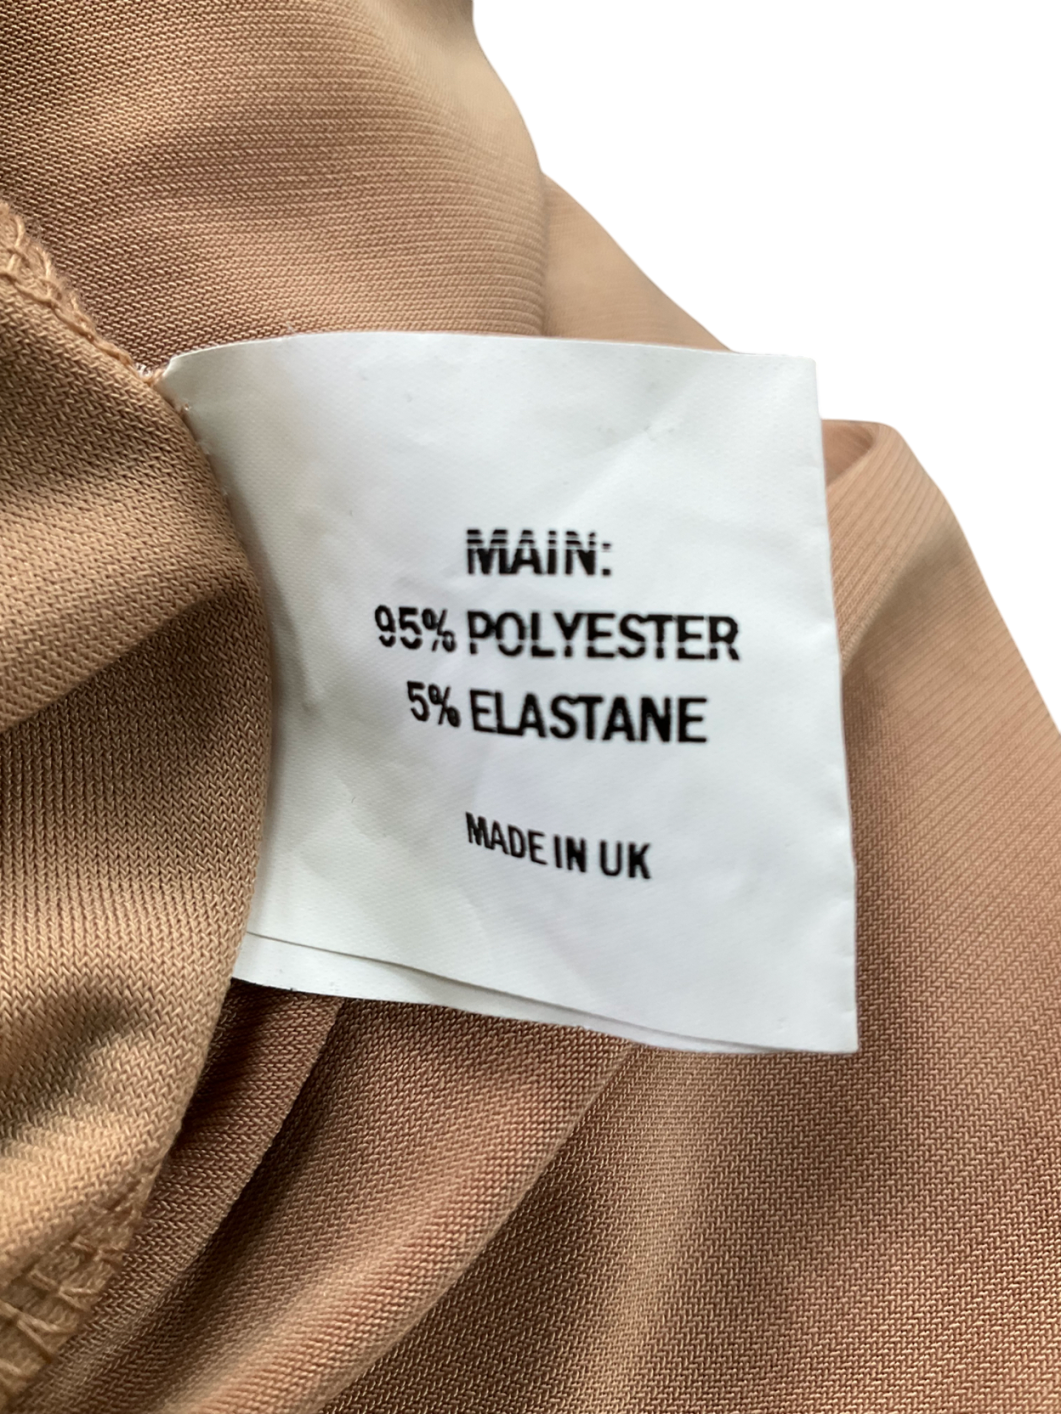 MAIN:
95% POLYESTER
5% ELASTANE
MADE IN UK